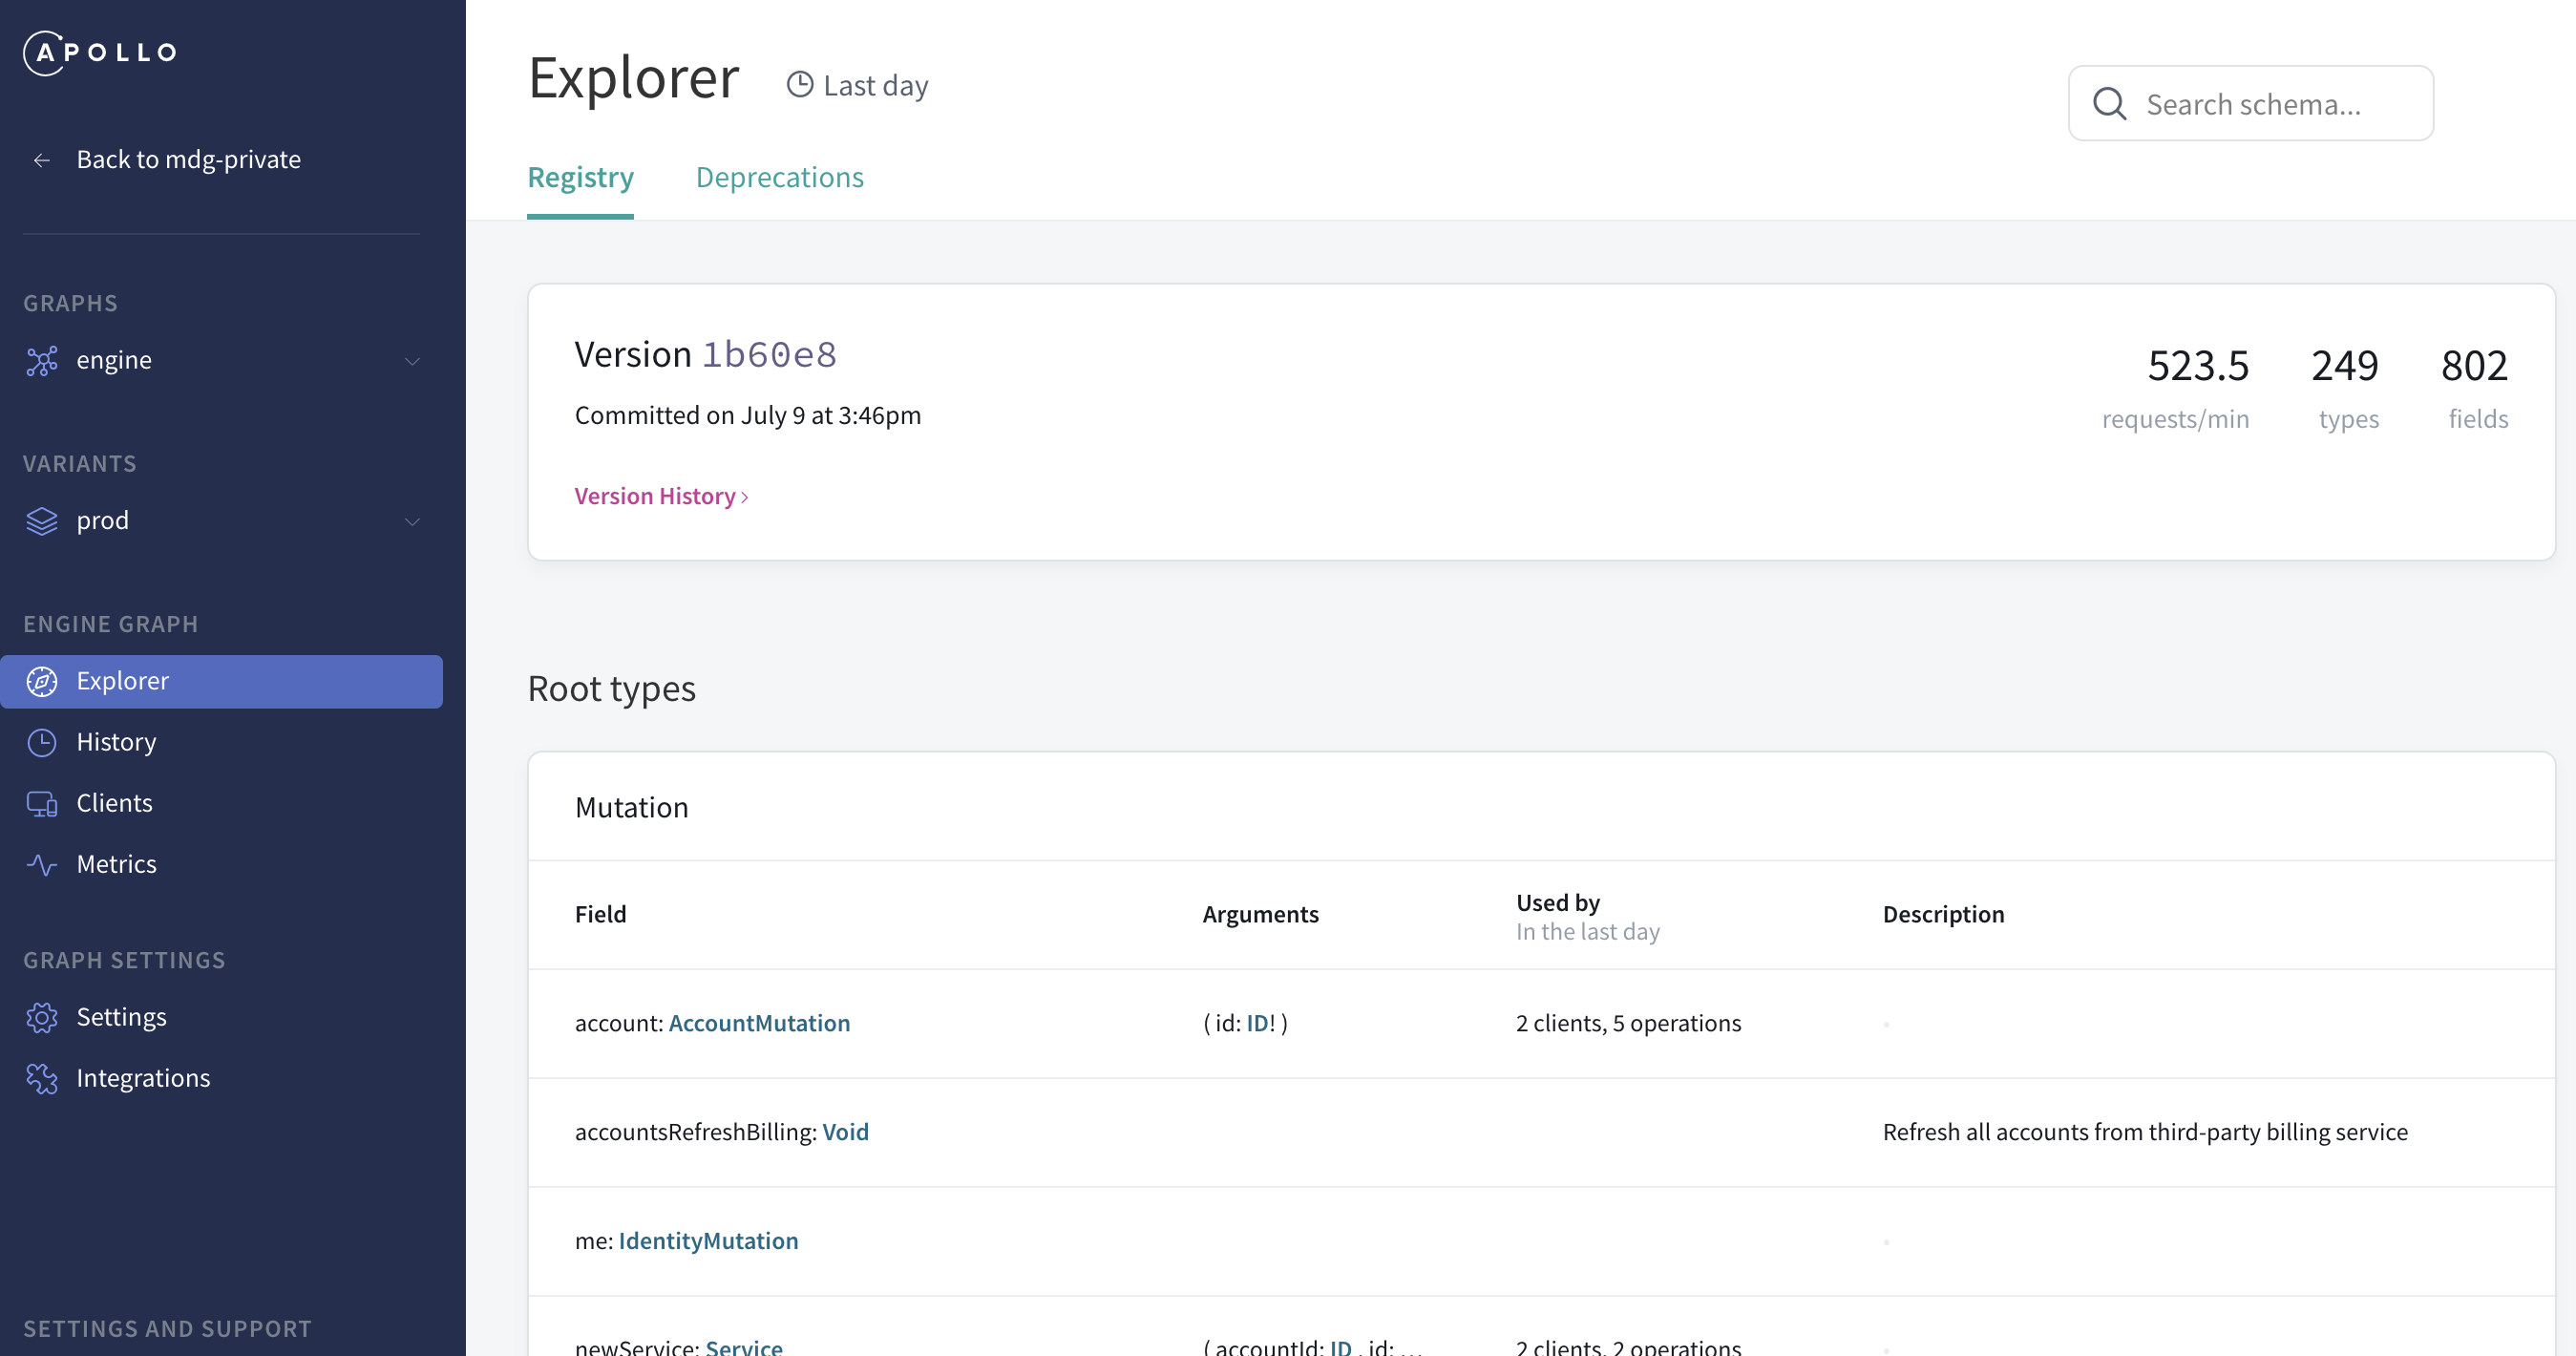 APOLLO
Back to mdg-private
GRAPHS
engine
VARIANTS
prod
ENGINE GRAPH
Explorer
History
Clients
Metrics
GRAPH SETTINGS
Settings
Integrations
SETTINGS AND SUPPORT
Explorer Last day
Search schema...
Registry Deprecations
Version 1b60e8
Committed on July 9 at 3:46pm
Version History
523.5 249 802
requests/min types fields
Root types
Mutation
Field Arguments Used by Description
In the last day
account: AccountMutation ( id: ID! ) 2 clients, 5 operations
accountsRefreshBilling: Void Refresh all accounts from third-party billing service
me: IdentityMutation
newService: Service ( accountId: ID , id: ... 2 clients, 2 operations